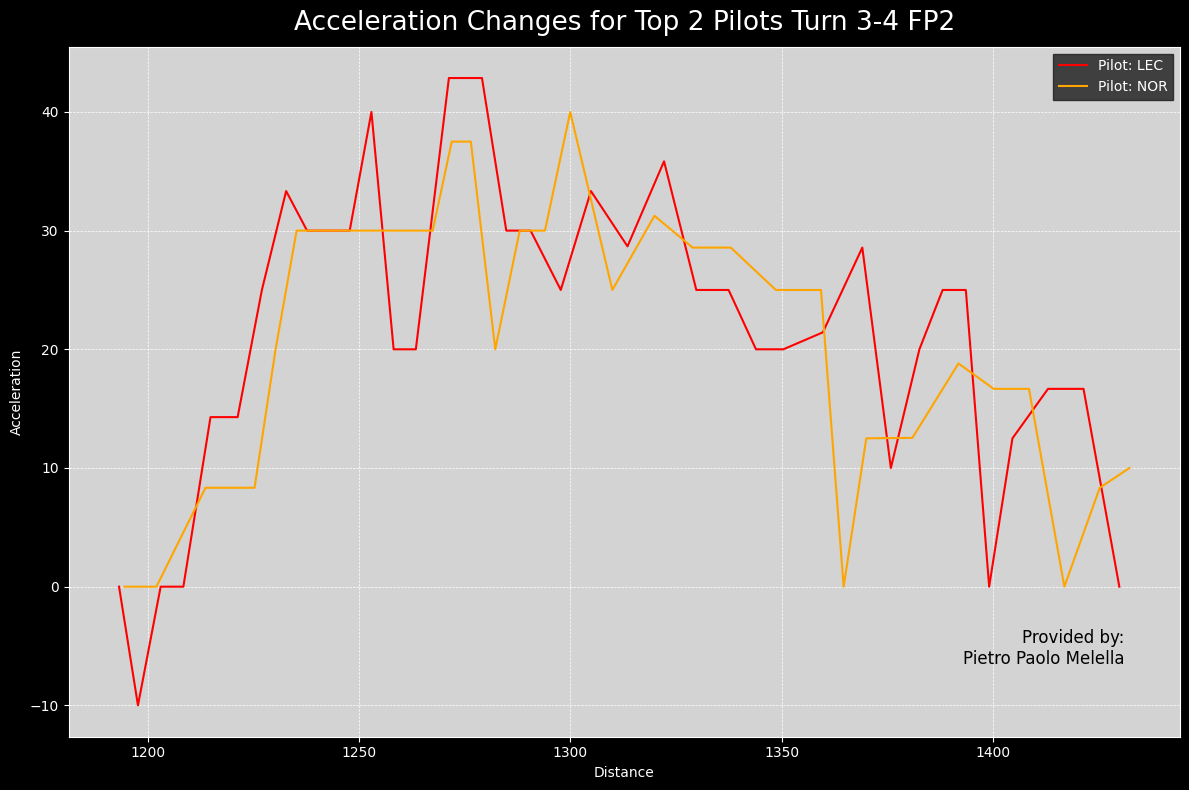 Acceleration Changes for Top 2 Pilots Turn 3-4 FP2
Pilot: LEC
Pilot: NOR
40
30
20
10
0
−10
Acceleration
Provided by:
Pietro Paolo Melella
1200
1250
1300
1350
1400
Distance